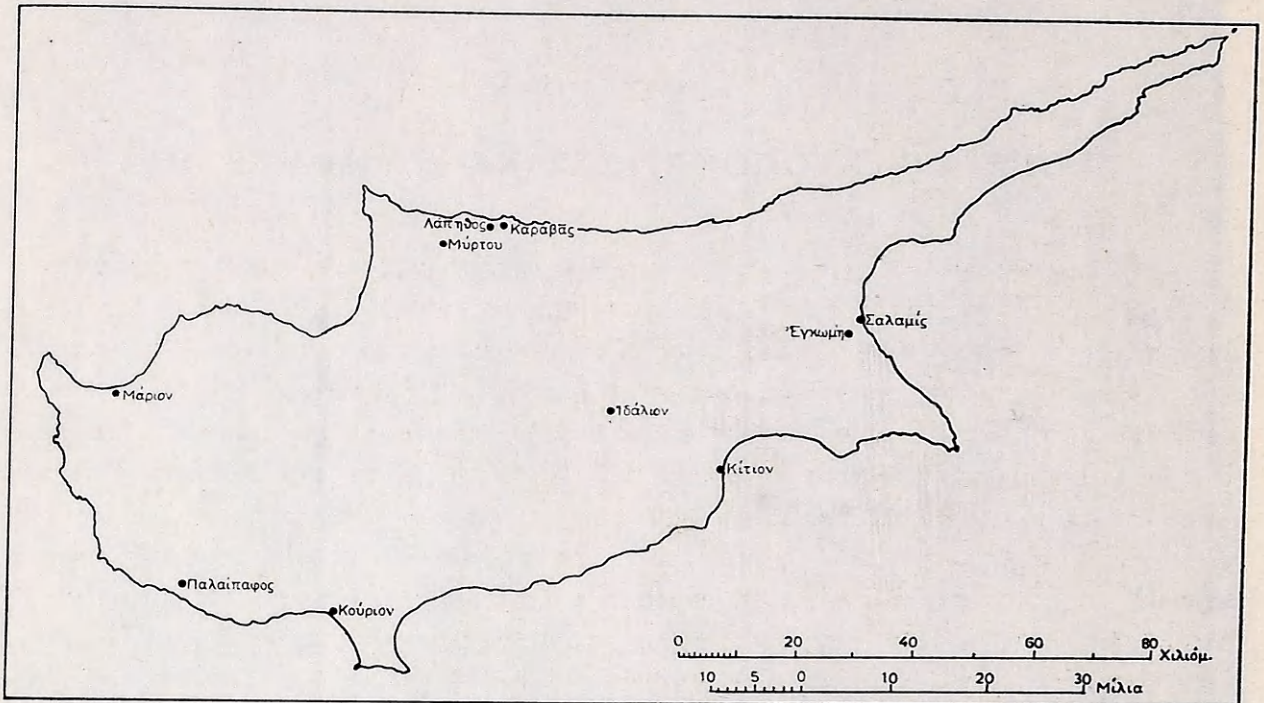 Λάπηθος
Καραβᾶς
Μύρτου
Σαλαμίς
Ἐγκωμη
Μάριον
Ἰδάλιον
Κίτιον
Παλαίπαφος
Κούριον
0 20 40 60 80 Χιλιόμ.
10 5 0 10 20 30 Μίλια